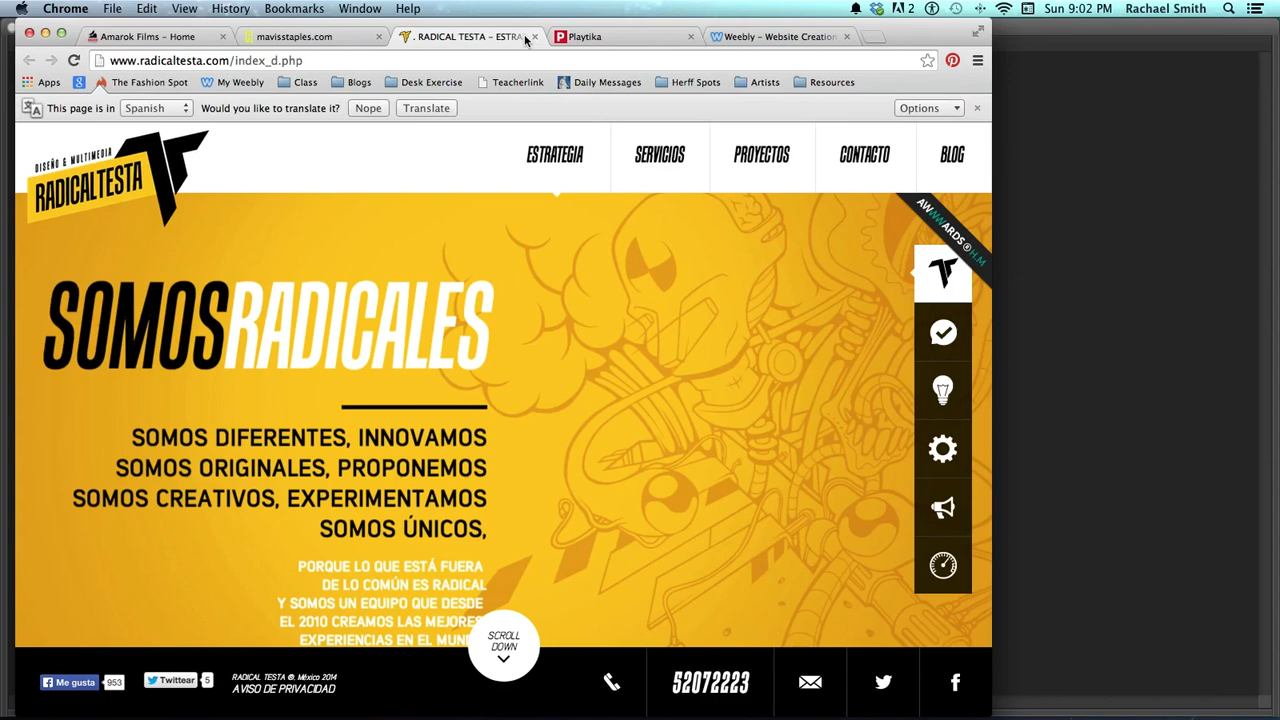 Chrome File Edit View History Bookmarks Window Help
2 Sun 9:02 PM Rachael Smith
Amarok Films - Home
mavisstaples.com
. RADICAL TESTA - ESTRA
Playtika
Weebly - Website Creation
www.radicaltesta.com/index_d.php
Apps The Fashion Spot My Weebly Class Blogs Desk Exercise Teacherlink Daily Messages Herff Spots Artists Resources
This page is in Spanish Would you like to translate it? Nope Translate Options
DISEÑO & MULTIMEDIA
RADICALTESTA
ESTRATEGIA SERVICIOS PROYECTOS CONTACTO BLOG
AWWWARDS H.M
SOMOSRADICALES
SOMOS DIFERENTES, INNOVAMOS
SOMOS ORIGINALES, PROPONEMOS
SOMOS CREATIVOS, EXPERIMENTAMOS
SOMOS ÚNICOS,
PORQUE LO QUE ESTÁ FUERA
DE LO COMÚN ES RADICAL
Y SOMOS UN EQUIPO QUE DESDE
EL 2010 CREAMOS LAS MEJORES
EXPERIENCIAS EN EL MUN
SCROLL
DOWN
Me gusta 953
Twittear 5
RADICAL TESTA ®. México 2014
AVISO DE PRIVACIDAD
52072223